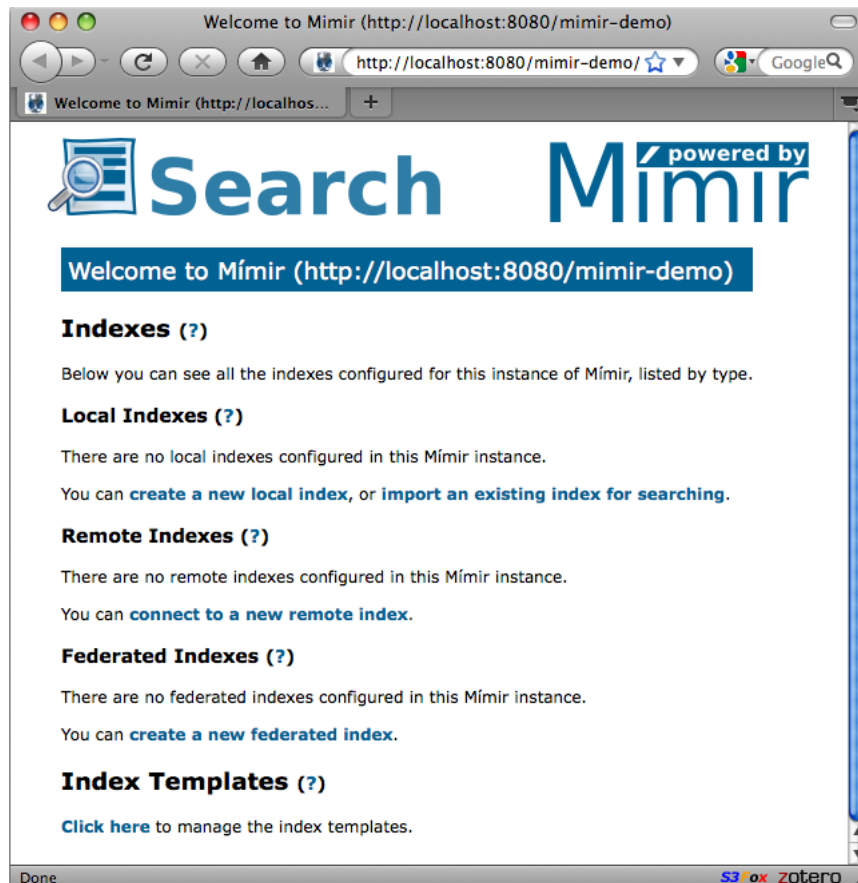 Welcome to Mimir (http://localhost:8080/mimir-demo)
http://localhost:8080/mimir-demo/
Google
Welcome to Mimir (http://localhos...
+
Search
powered by
Mímir
Welcome to Mímir (http://localhost:8080/mimir-demo)
Indexes (?)
Below you can see all the indexes configured for this instance of Mímir, listed by type.
Local Indexes (?)
There are no local indexes configured in this Mímir instance.
You can create a new local index, or import an existing index for searching.
Remote Indexes (?)
There are no remote indexes configured in this Mímir instance.
You can connect to a new remote index.
Federated Indexes (?)
There are no federated indexes configured in this Mímir instance.
You can create a new federated index.
Index Templates (?)
Click here to manage the index templates.
Done
S3Fox zotero